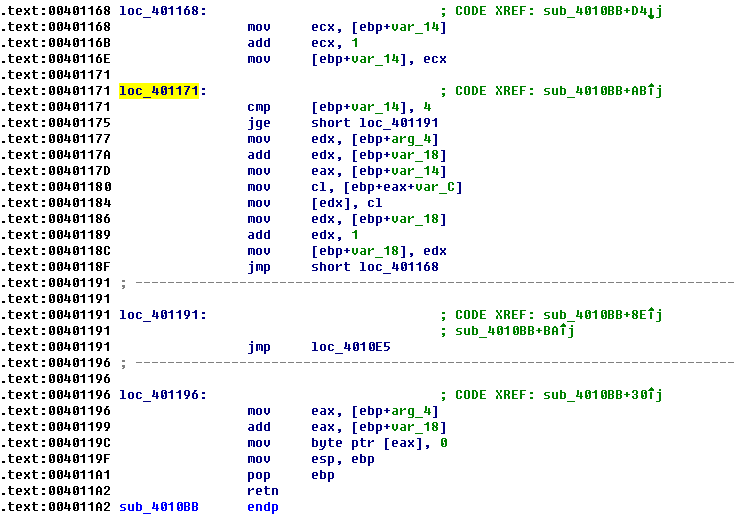 .text:00401168 loc_401168: ; CODE XREF: sub_4010BB+D4↓j
.text:00401168 mov ecx, [ebp+var_14]
.text:0040116B add ecx, 1
.text:0040116E mov [ebp+var_14], ecx
.text:00401171
.text:00401171 loc_401171: ; CODE XREF: sub_4010BB+AB↑j
.text:00401171 cmp [ebp+var_14], 4
.text:00401175 jge short loc_401191
.text:00401177 mov edx, [ebp+arg_4]
.text:0040117A add edx, [ebp+var_18]
.text:0040117D mov eax, [ebp+var_14]
.text:00401180 mov cl, [ebp+eax+var_C]
.text:00401184 mov [edx], cl
.text:00401186 mov edx, [ebp+var_18]
.text:00401189 add edx, 1
.text:0040118C mov [ebp+var_18], edx
.text:0040118F jmp short loc_401168
.text:00401191 ; ---------------------------------------------------------------------------
.text:00401191
.text:00401191 loc_401191: ; CODE XREF: sub_4010BB+8E↑j
.text:00401191 ; sub_4010BB+BA↑j
.text:00401191 jmp loc_4010E5
.text:00401196 ; ---------------------------------------------------------------------------
.text:00401196
.text:00401196 loc_401196: ; CODE XREF: sub_4010BB+30↑j
.text:00401196 mov eax, [ebp+arg_4]
.text:00401199 add eax, [ebp+var_18]
.text:0040119C mov byte ptr [eax], 0
.text:0040119F mov esp, ebp
.text:004011A1 pop ebp
.text:004011A2 retn
.text:004011A2 sub_4010BB endp